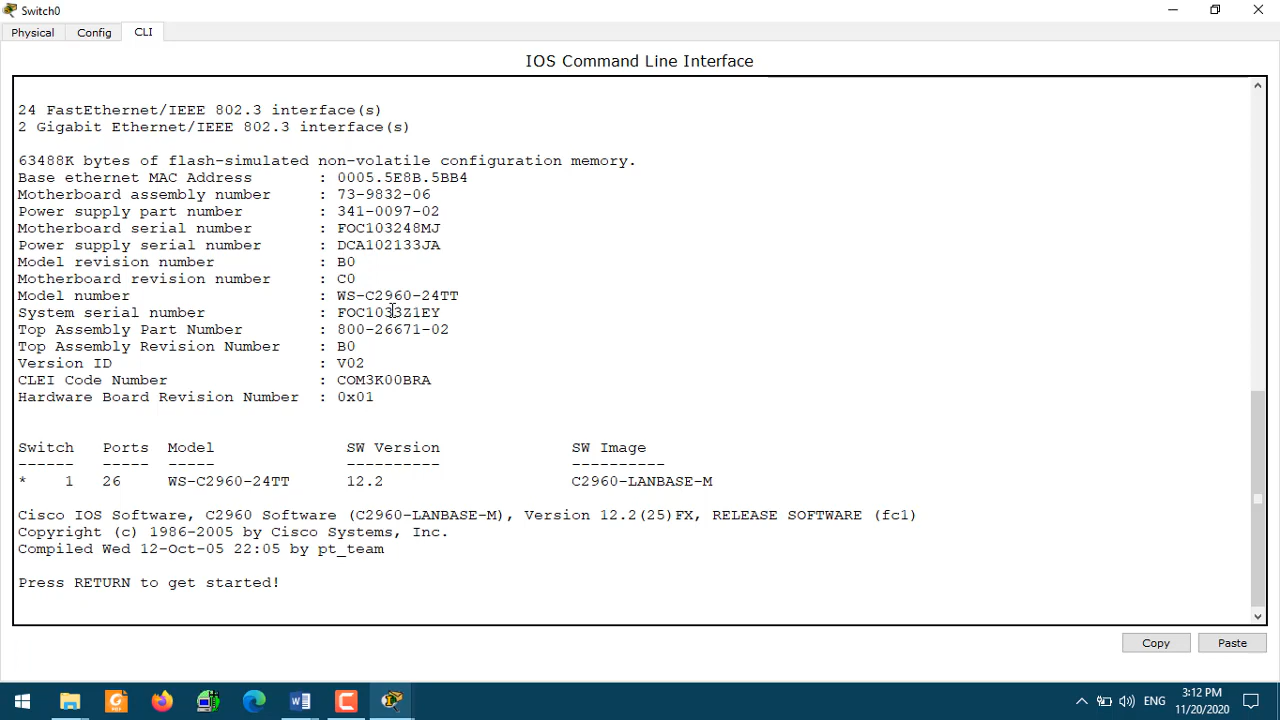 Switch0
Physical Config CLI
IOS Command Line Interface
24 FastEthernet/IEEE 802.3 interface(s)
2 Gigabit Ethernet/IEEE 802.3 interface(s)
63488K bytes of flash-simulated non-volatile configuration memory.
Base ethernet MAC Address : 0005.5E8B.5BB4
Motherboard assembly number : 73-9832-06
Power supply part number : 341-0097-02
Motherboard serial number : FOC103248MJ
Power supply serial number : DCA102133JA
Model revision number : B0
Motherboard revision number : C0
Model number : WS-C2960-24TT
System serial number : FOC1033Z1EY
Top Assembly Part Number : 800-26671-02
Top Assembly Revision Number : B0
Version ID : V02
CLEI Code Number : COM3K00BRA
Hardware Board Revision Number : 0x01
Switch Ports Model SW Version SW Image
------ ----- ----- ---------- ----------
* 1 26 WS-C2960-24TT 12.2 C2960-LANBASE-M
Cisco IOS Software, C2960 Software (C2960-LANBASE-M), Version 12.2(25)FX, RELEASE SOFTWARE (fc1)
Copyright (c) 1986-2005 by Cisco Systems, Inc.
Compiled Wed 12-Oct-05 22:05 by pt_team
Press RETURN to get started!
Copy Paste
ENG
3:12 PM
11/20/2020